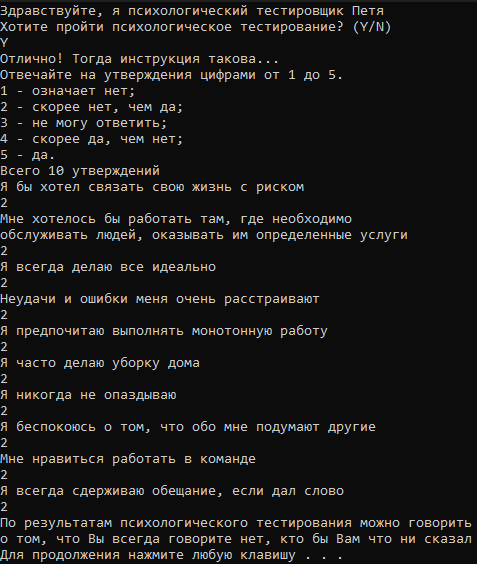 Здравствуйте, я психологический тестировщик Петя
Хотите пройти психологическое тестирование? (Y/N)
Y
Отлично! Тогда инструкция такова...
Отвечайте на утверждения цифрами от 1 до 5.
1 - означает нет;
2 - скорее нет, чем да;
3 - не могу ответить;
4 - скорее да, чем нет;
5 - да.
Всего 10 утверждений
Я бы хотел связать свою жизнь с риском
2
Мне хотелось бы работать там, где необходимо
обслуживать людей, оказывать им определенные услуги
2
Я всегда делаю все идеально
2
Неудачи и ошибки меня очень расстраивают
2
Я предпочитаю выполнять монотонную работу
2
Я часто делаю уборку дома
2
Я никогда не опаздываю
2
Я беспокоюсь о том, что обо мне подумают другие
2
Мне нравиться работать в команде
2
Я всегда сдерживаю обещание, если дал слово
2
По результатам психологического тестирования можно говорить
о том, что Вы всегда говорите нет, кто бы Вам что ни сказал
Для продолжения нажмите любую клавишу . . .